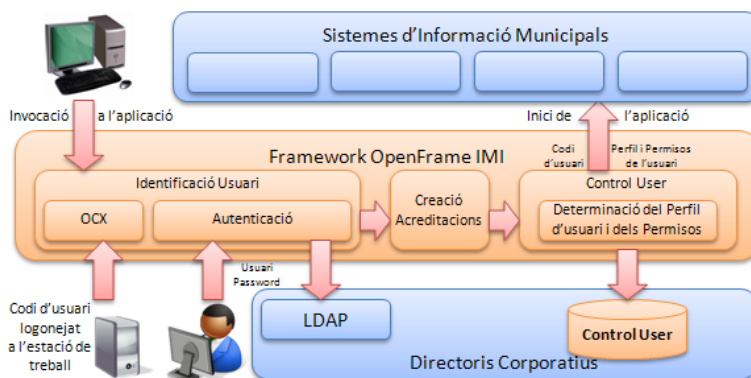 Sistemes d'Informació Municipals
Invocació a l'aplicació
Inici de l'aplicació
Framework OpenFrame IMI
Codi
d'usuari
Perfil i Permisos
de l'usuari
Identificació Usuari
OCX
Autenticació
Creació
Acreditacions
Control User
Determinació del Perfil
d'usuari i dels Permisos
Usuari
Password
Codi d'usuari
logonejat
a l'estació de
treball
LDAP
Control User
Directoris Corporatius